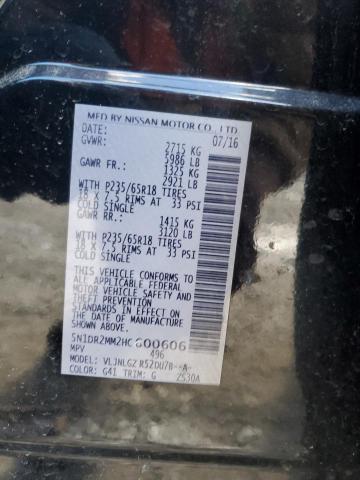 MFD BY NISSAN MOTOR CO., LTD.
DATE: 07/16
GVWR: 2715 KG
5986 LB
GAWR FR: 1325 KG
2921 LB
WITH P235/65R18 TIRES
18 X 7.5 RIMS AT 33 PSI
COLD SINGLE
GAWR RR: 1415 KG
3120 LB
WITH P235/65R18 TIRES
18 X 7.5 RIMS AT 33 PSI
COLD SINGLE
THIS VEHICLE CONFORMS TO
ALL APPLICABLE FEDERAL
MOTOR VEHICLE SAFETY
AND THEFT PREVENTION
STANDARDS IN EFFECT ON
THE DATE OF MANUFACTURE
SHOWN ABOVE.
5N1DR2MM2HC600606
MPV 496
MODEL: VLJNLGZ R52DU7B--A-
COLOR: G41 TRIM: G 2530A